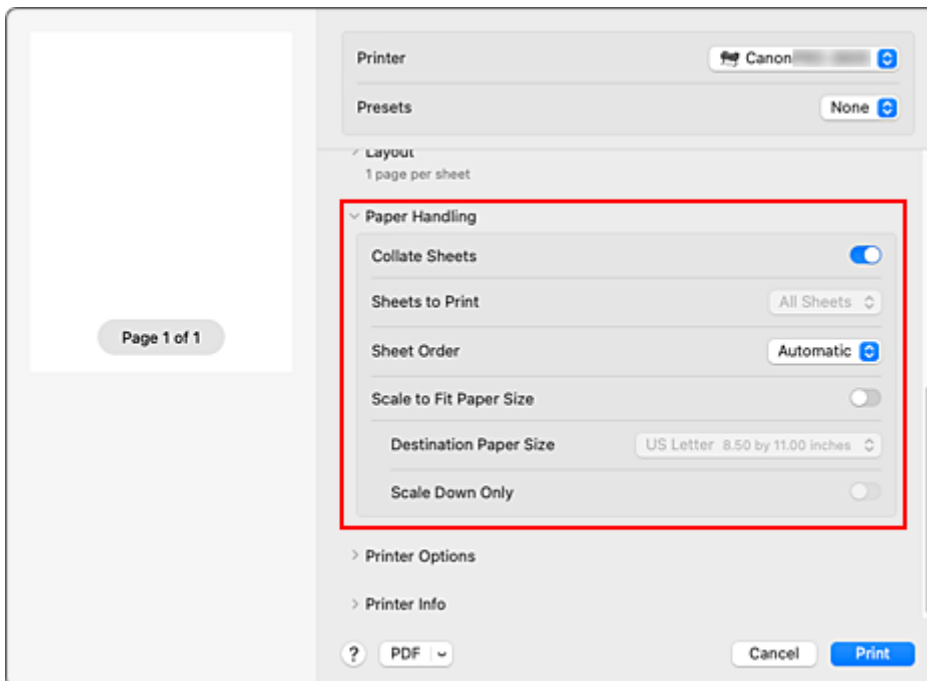 Page 1 of 1
Printer Canon
Presets None
Layout
1 page per sheet
Paper Handling
Collate Sheets
Sheets to Print All Sheets
Sheet Order Automatic
Scale to Fit Paper Size
Destination Paper Size US Letter 8.50 by 11.00 inches
Scale Down Only
Printer Options
Printer Info
? PDF Cancel Print